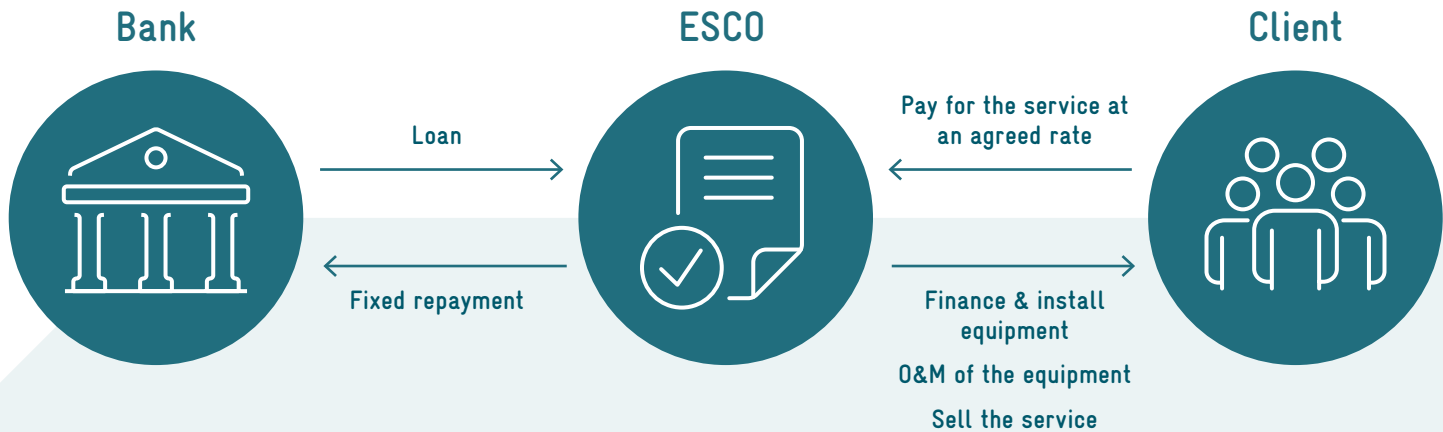 Bank
ESCO
Client
Loan
Pay for the service at
an agreed rate
Fixed repayment
Finance & install
equipment
O&M of the equipment
Sell the service